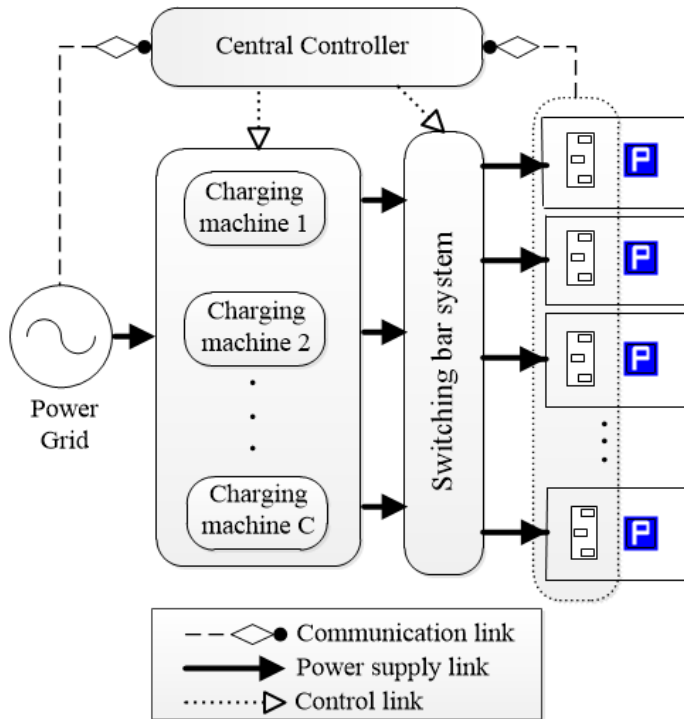 Central Controller
Charging
machine 1
Charging
machine 2
Charging
machine C
Switching bar system
Power
Grid
P
P
P
P
Communication link
Power supply link
Control link